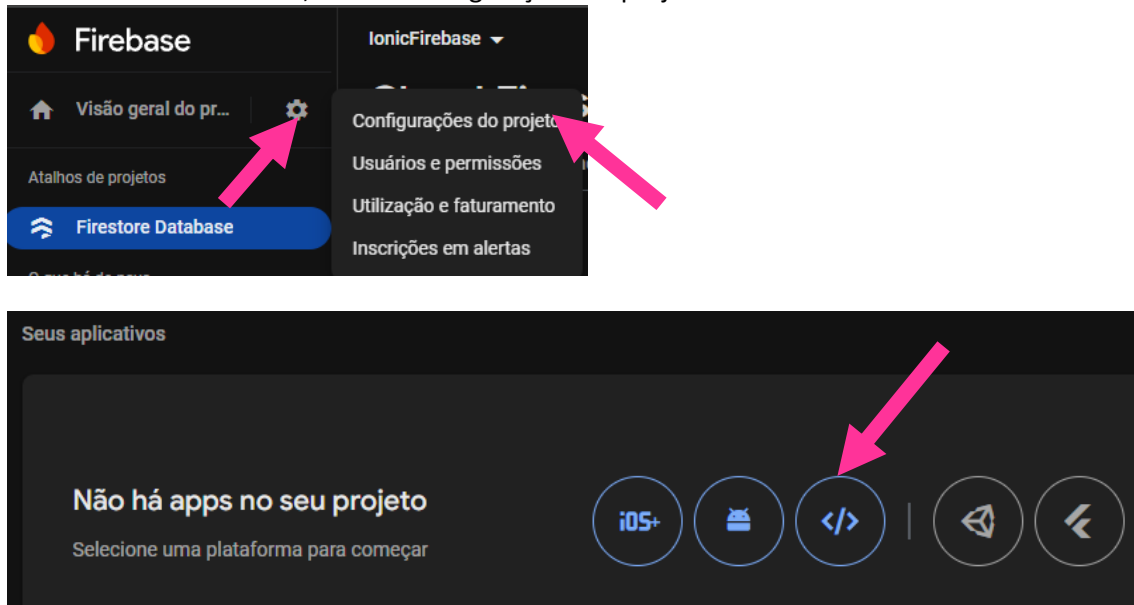 Firebase
IonicFirebase
Visão geral do pr...
Configurações do projeto
Atalhos de projetos
Usuários e permissões
Firestore Database
Utilização e faturamento
Inscrições em alertas
Seus aplicativos
Não há apps no seu projeto
Selecione uma plataforma para começar
iOS+
</>